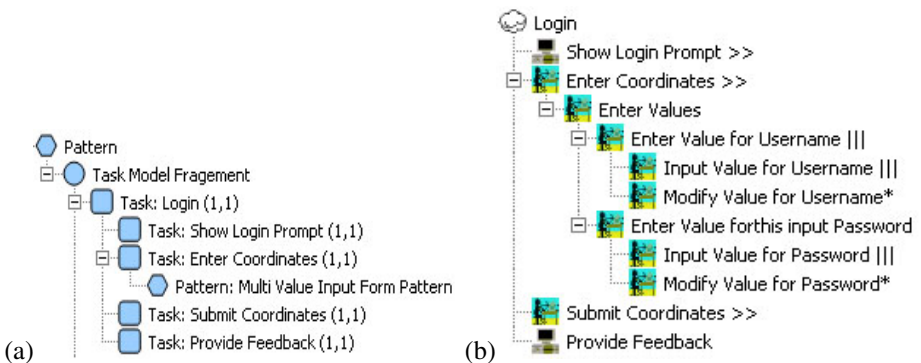 Pattern
Task Model Fragement
Task: Login (1,1)
Task: Show Login Prompt (1,1)
Task: Enter Coordinates (1,1)
Pattern: Multi Value Input Form Pattern
Task: Submit Coordinates (1,1)
Task: Provide Feedback (1,1)
(a)
Login
Show Login Prompt >>
Enter Coordinates >>
Enter Values
Enter Value for Username |||
Input Value for Username |||
Modify Value for Username*
Enter Value forthis input Password
Input Value for Password |||
Modify Value for Password*
Submit Coordinates >>
Provide Feedback
(b)